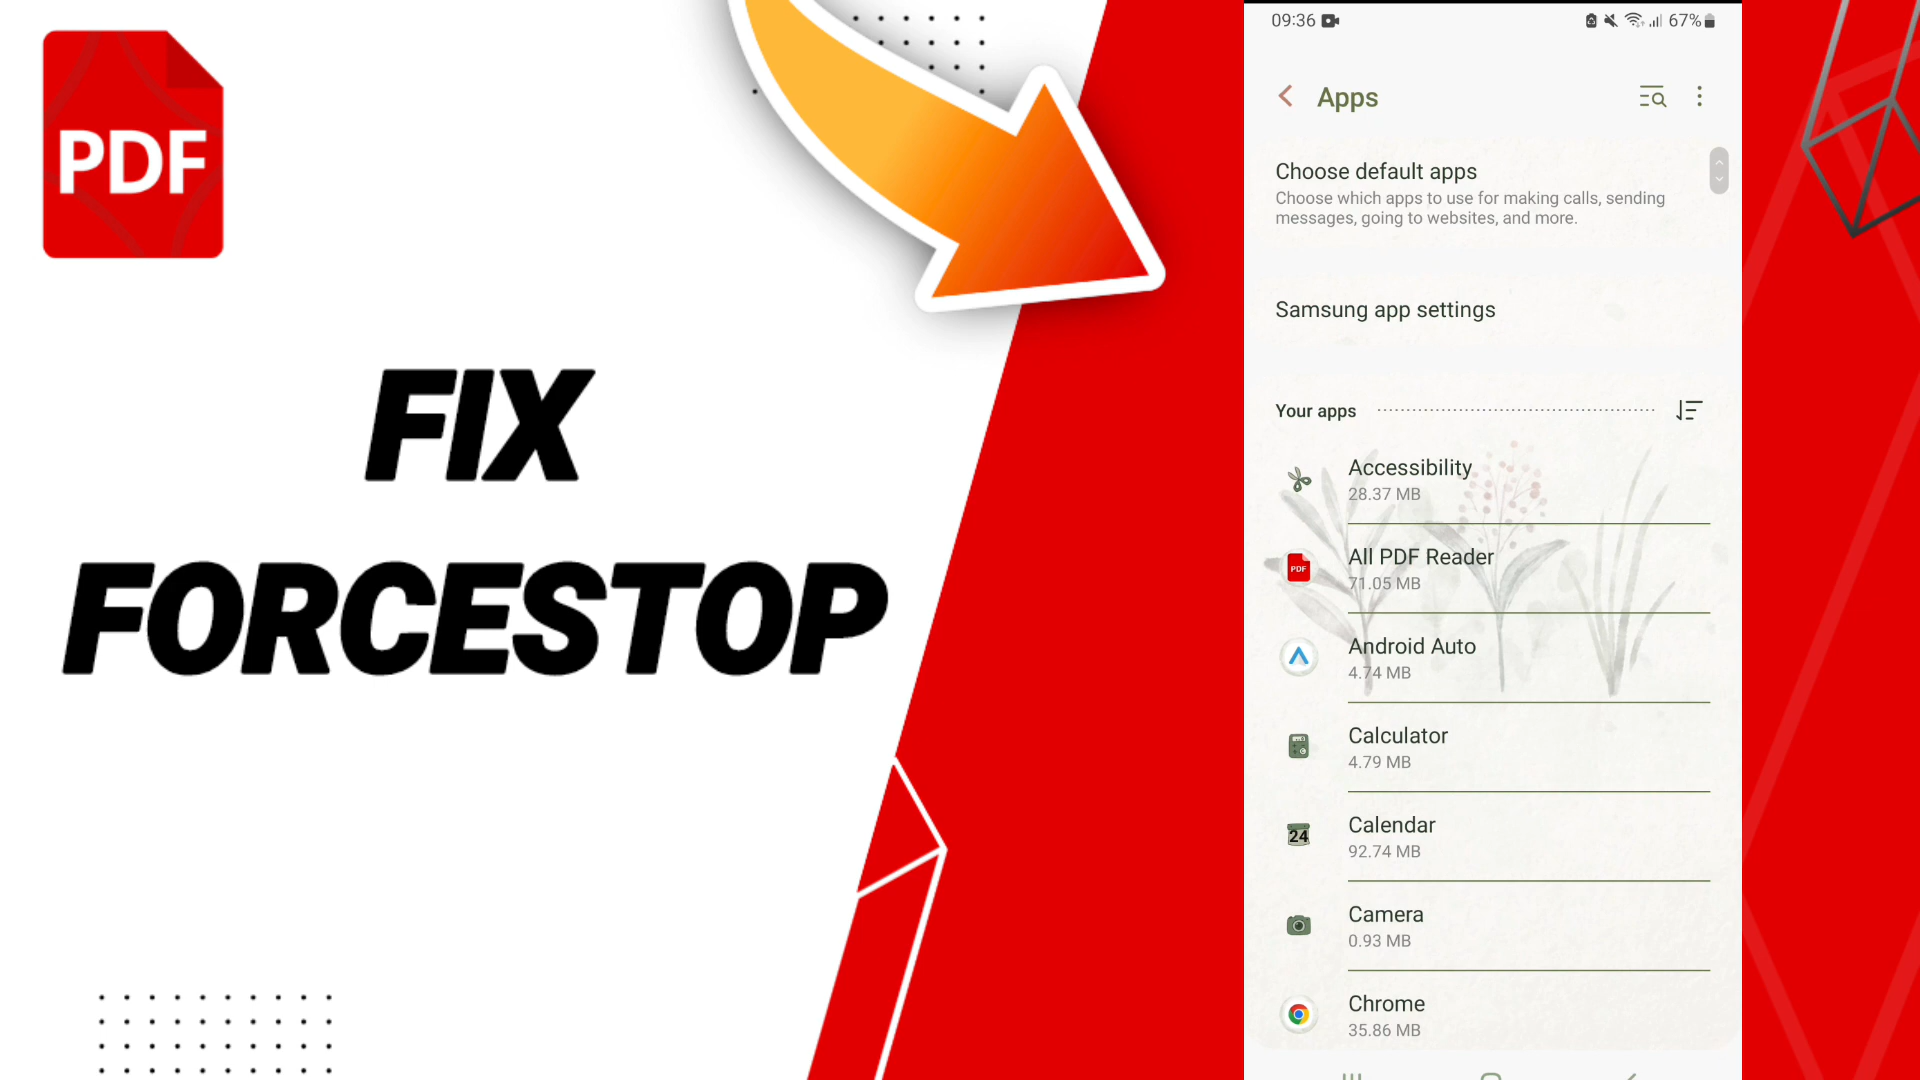 PDF
FIX
FORCESTOP
09:36
67%
Apps
Choose default apps
Choose which apps to use for making calls, sending
messages, going to websites, and more.
Samsung app settings
Your apps
Accessibility
28.37 MB
PDF
All PDF Reader
71.05 MB
Android Auto
4.74 MB
Calculator
4.79 MB
24
Calendar
92.74 MB
Camera
0.93 MB
Chrome
35.86 MB